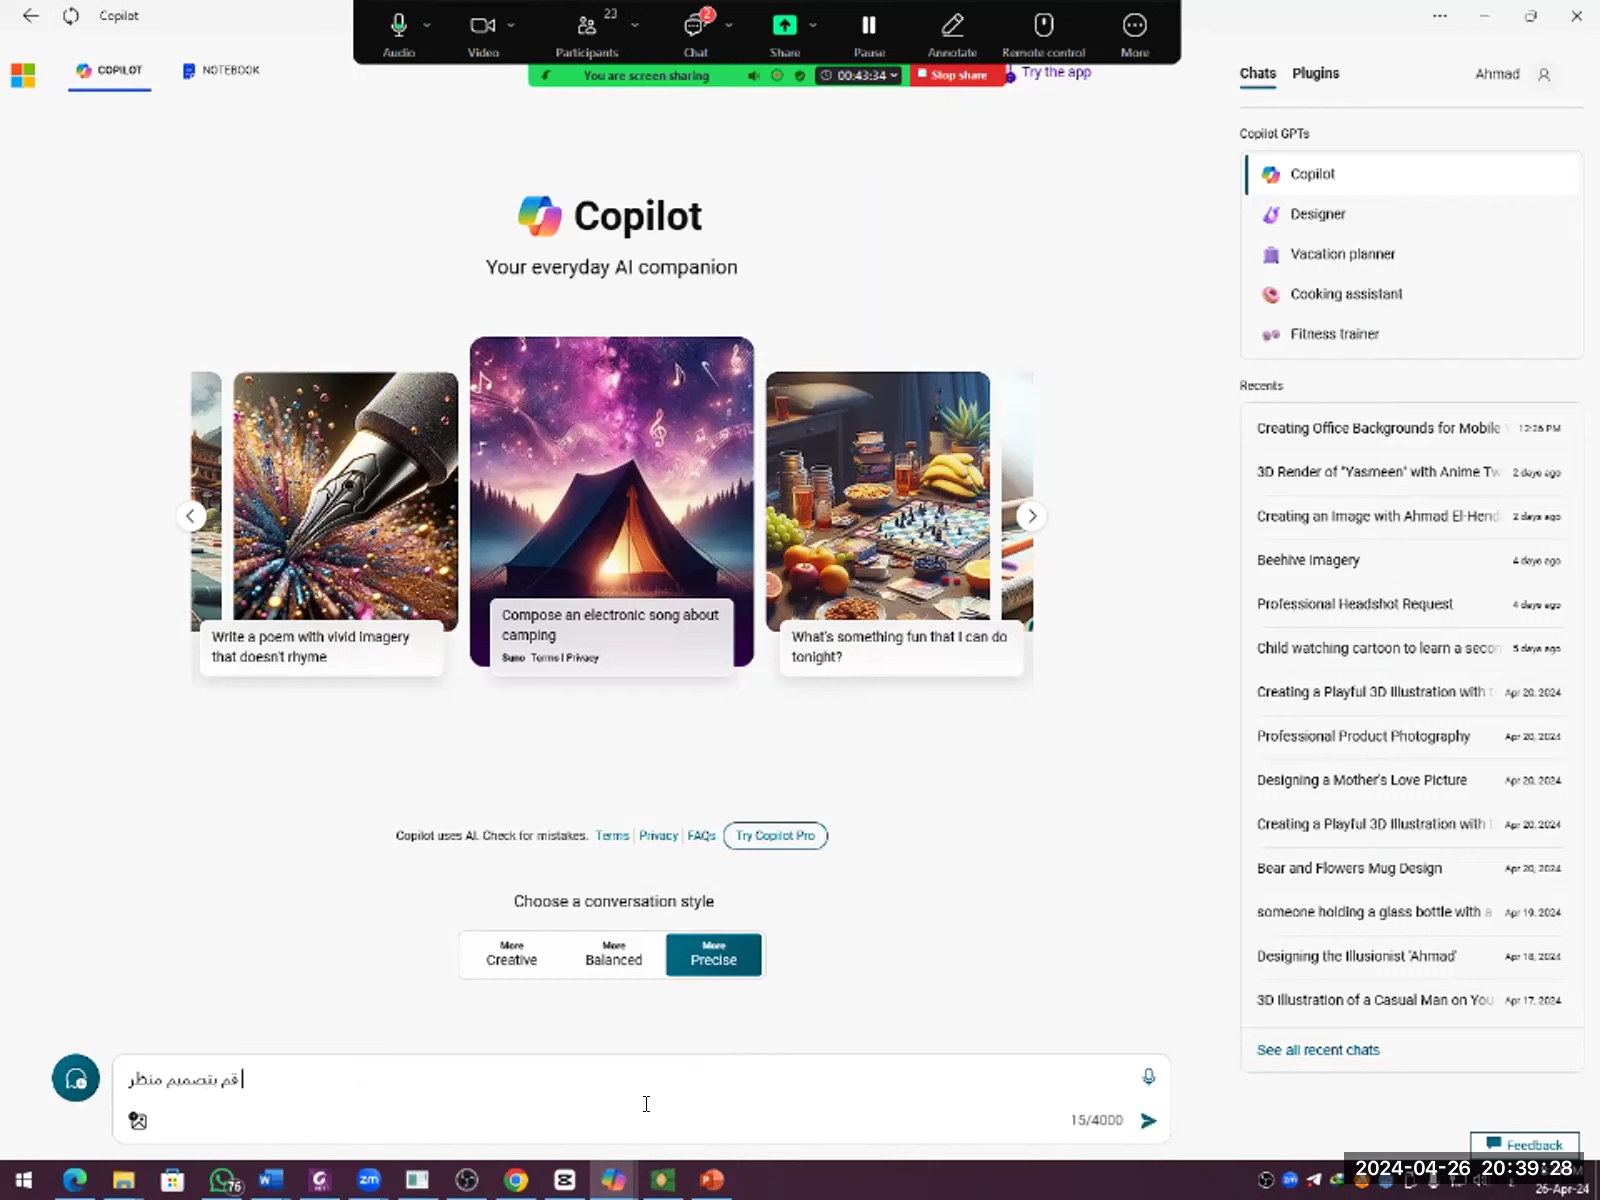 Copilot
Audio
Video
23
Participants
2
Chat
Share
Pause
Annotate
Remote control
More
COPILOT
NOTEBOOK
You are screen sharing
00:43:34
Stop share
Try the app
Chats
Plugins
Ahmad
Copilot GPTs
Copilot
Designer
Vacation planner
Cooking assistant
Fitness trainer
Copilot
Your everyday AI companion
Write a poem with vivid imagery
that doesn't rhyme
Compose an electronic song about
camping
Suno Terms | Privacy
What's something fun that I can do
tonight?
Recents
Creating Office Backgrounds for Mobile 12:26 PM
3D Render of "Yasmeen" with Anime Tw 2 days ago
Creating an Image with Ahmad El-Hend 2 days ago
Beehive Imagery 4 days ago
Professional Headshot Request 4 days ago
Child watching cartoon to learn a secon 5 days ago
Creating a Playful 3D Illustration with t Apr 20, 2024
Professional Product Photography Apr 20, 2024
Designing a Mother's Love Picture Apr 20, 2024
Creating a Playful 3D Illustration with t Apr 20, 2024
Bear and Flowers Mug Design Apr 20, 2024
someone holding a glass bottle with a Apr 19, 2024
Designing the Illusionist 'Ahmad' Apr 18, 2024
3D Illustration of a Casual Man on You Apr 17, 2024
See all recent chats
Copilot uses AI. Check for mistakes. Terms | Privacy | FAQs Try Copilot Pro
Choose a conversation style
More Creative
More Balanced
More Precise
قم بتصميم منظر
15/4000
Feedback
76
zm
2024-04-26 20:39:28
26-Apr-24